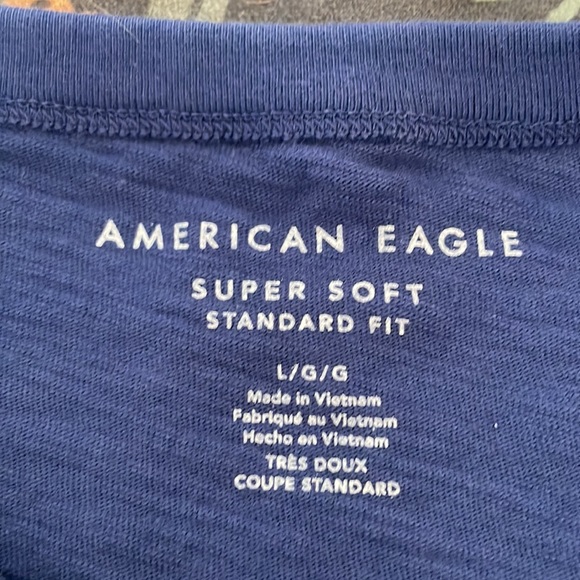 AMERICAN EAGLE
SUPER SOFT
STANDARD FIT
L/G/G
Made in Vietnam
Fabriqué au Vietnam
Hecho en Vietnam
TRÈS DOUX
COUPE STANDARD